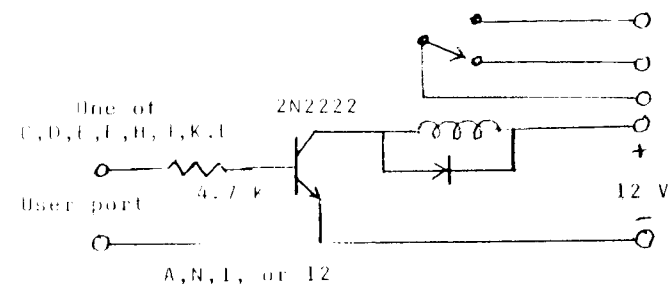 One of
2N2222
C,D,E,F,H,J,K,L
+
4.7 K
User port
12 V
−
A,N,1, or 12